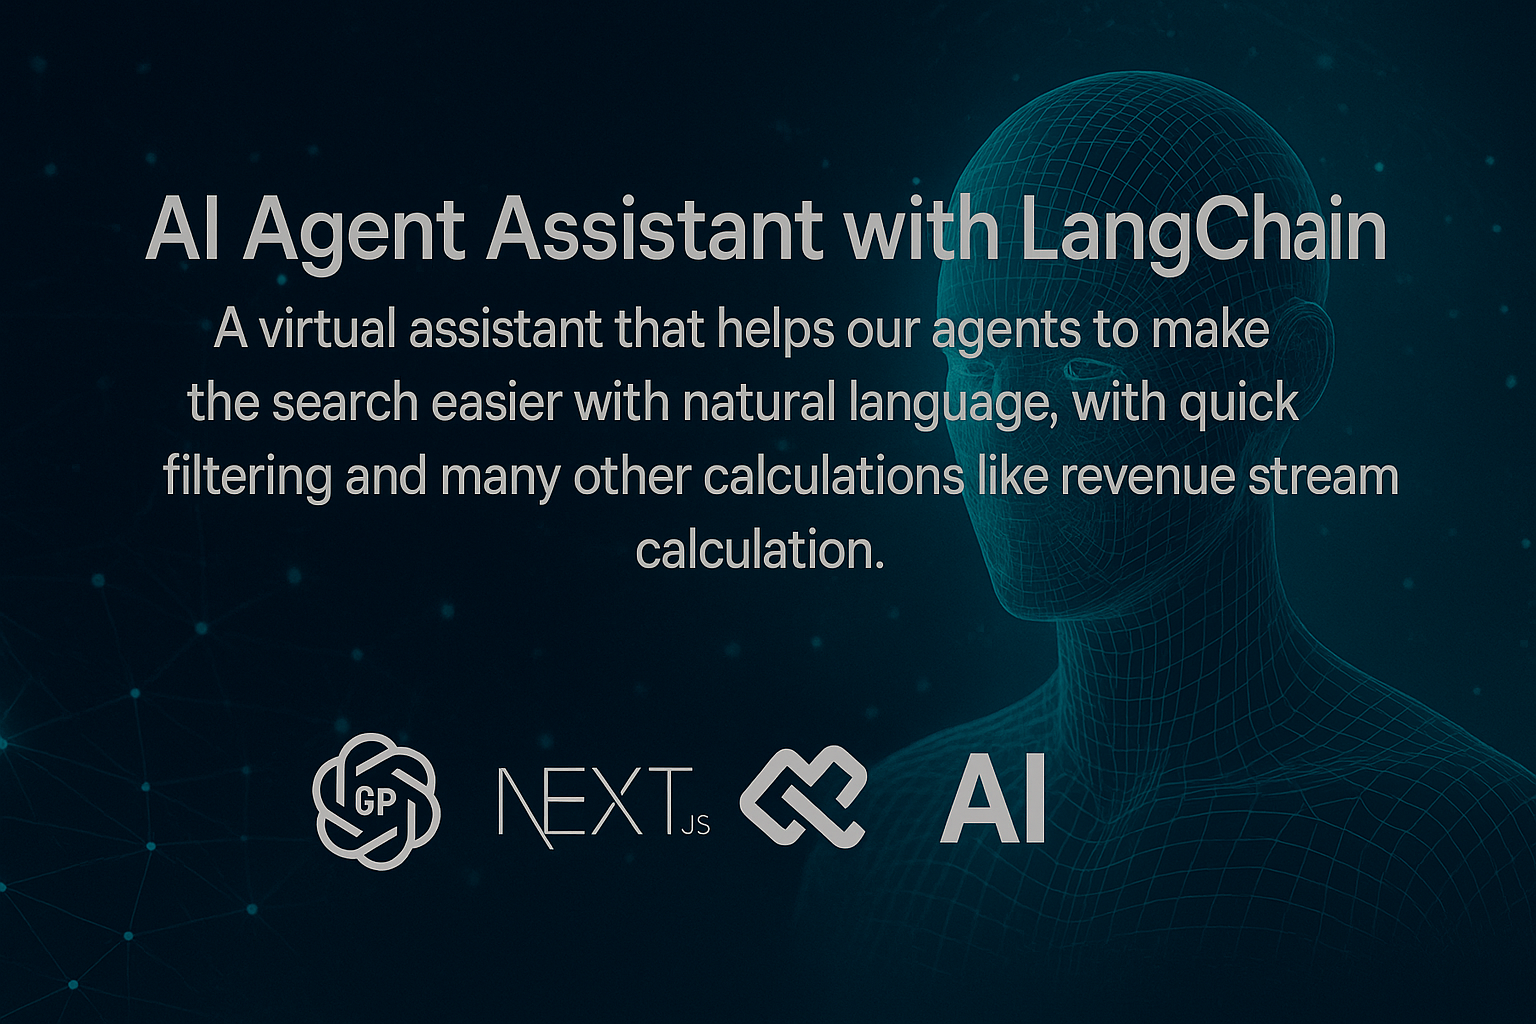 AI Agent Assistant with LangChain
A virtual assistant that helps our agents to make
the search easier with natural language, with quick
filtering and many other calculations like revenue stream
calculation.
GP
NEXT.JS
AI